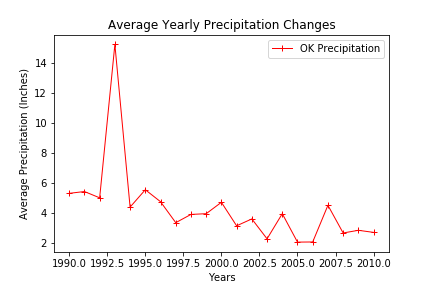 Average Yearly Precipitation Changes
OK Precipitation
Average Precipitation (Inches)
14
12
10
8
6
4
2
1990.0 1992.5 1995.0 1997.5 2000.0 2002.5 2005.0 2007.5 2010.0
Years